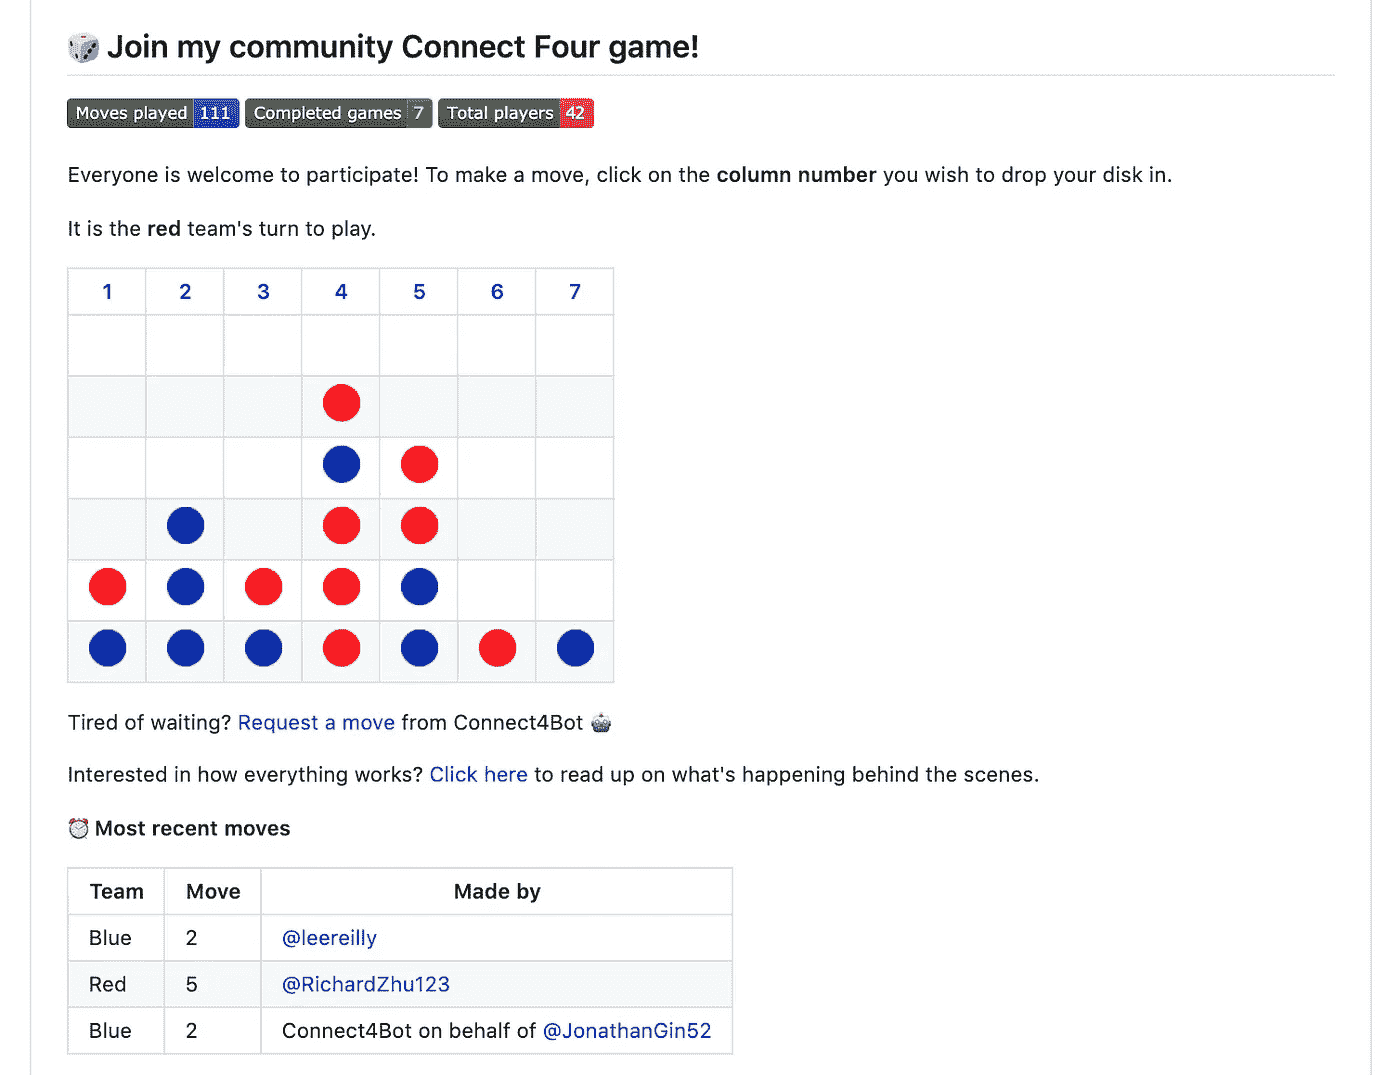 Join my community Connect Four game!
Moves played 111 Completed games 7 Total players 42
Everyone is welcome to participate! To make a move, click on the column number you wish to drop your disk in.
It is the red team's turn to play.
1 2 3 4 5 6 7
Tired of waiting? Request a move from Connect4Bot
Interested in how everything works? Click here to read up on what's happening behind the scenes.
Most recent moves
Team Move Made by
Blue 2 @leereilly
Red 5 @RichardZhu123
Blue 2 Connect4Bot on behalf of @JonathanGin52